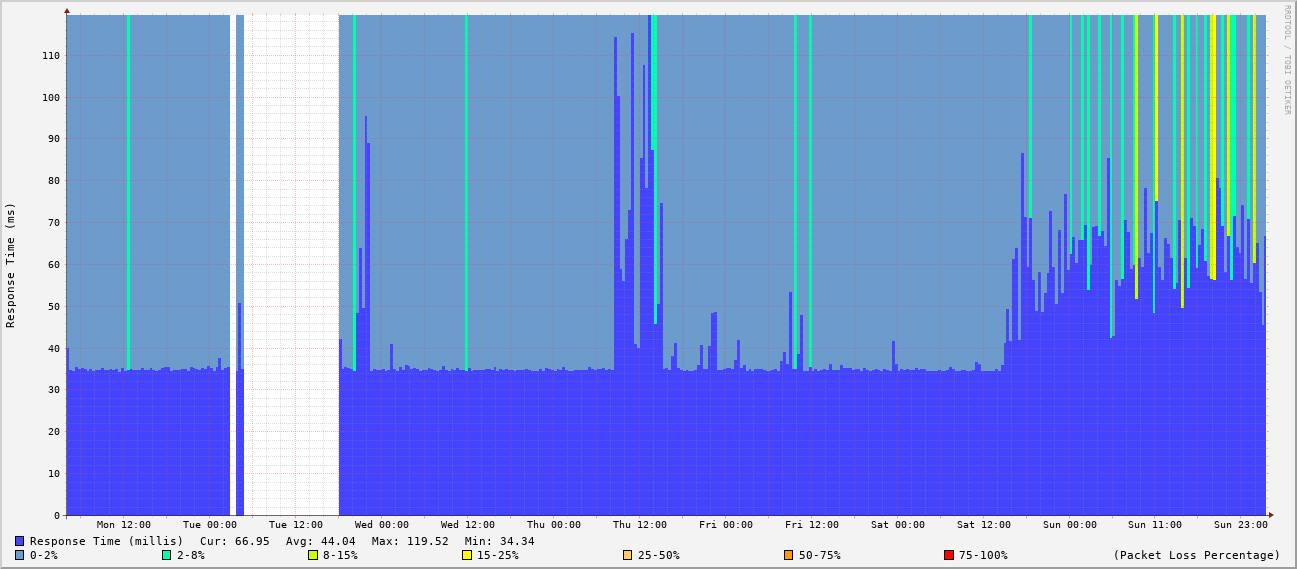 RRDTOOL / TOBI OETIKER
Response Time (ms)
110
100
90
80
70
60
50
40
30
20
10
0
Mon 12:00 Tue 00:00 Tue 12:00 Wed 00:00 Wed 12:00 Thu 00:00 Thu 12:00 Fri 00:00 Fri 12:00 Sat 00:00 Sat 12:00 Sun 00:00 Sun 11:00 Sun 23:00
Response Time (millis) Cur: 66.95 Avg: 44.04 Max: 119.52 Min: 34.34
0-2% 2-8% 8-15% 15-25% 25-50% 50-75% 75-100% (Packet Loss Percentage)